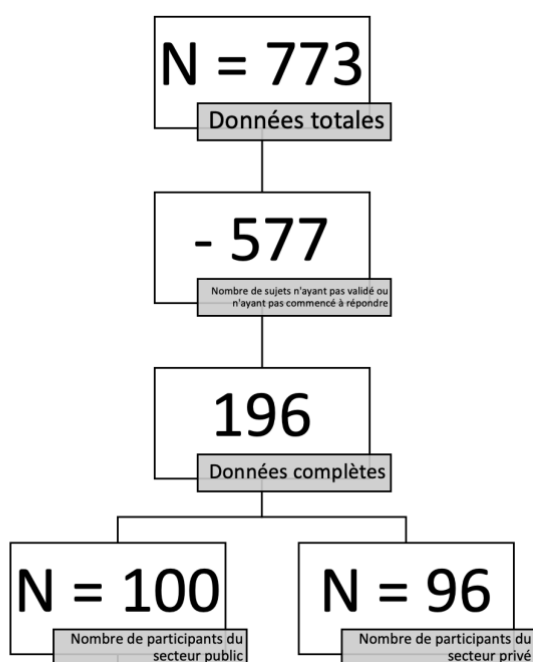 N = 773
Données totales
- 577
Nombre de sujets n'ayant pas validé ou
n'ayant pas commencé à répondre
196
Données complètes
N = 100
Nombre de participants du
secteur public
N = 96
Nombre de participants du
secteur privé